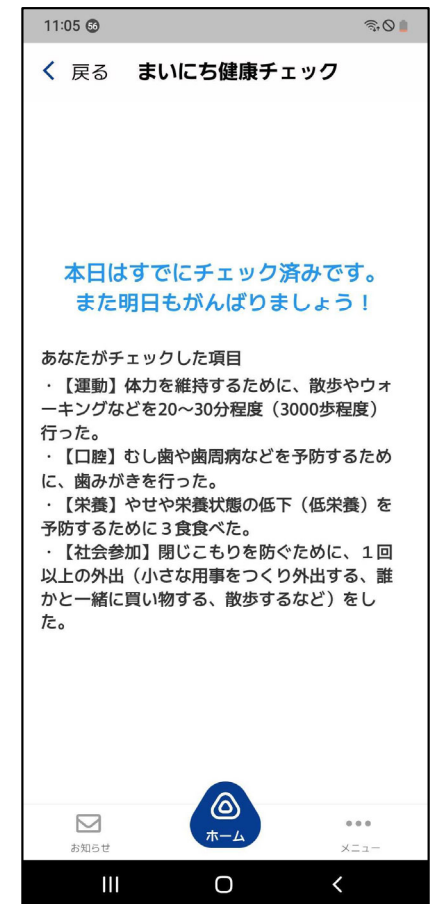 11:05 56
戻る まいにち健康チェック
本日はすでにチェック済みです。
また明日もがんばりましょう！
あなたがチェックした項目
・【運動】体力を維持するために、散歩やウォ
ーキングなどを20〜30分程度（3000歩程度）
行った。
・【口腔】むし歯や歯周病などを予防するため
に、歯みがきを行った。
・【栄養】やせや栄養状態の低下（低栄養）を
予防するために３食食べた。
・【社会参加】閉じこもりを防ぐために、１回
以上の外出（小さな用事をつくり外出する、誰
かと一緒に買い物する、散歩するなど）をし
た。
お知らせ ホーム メニュー